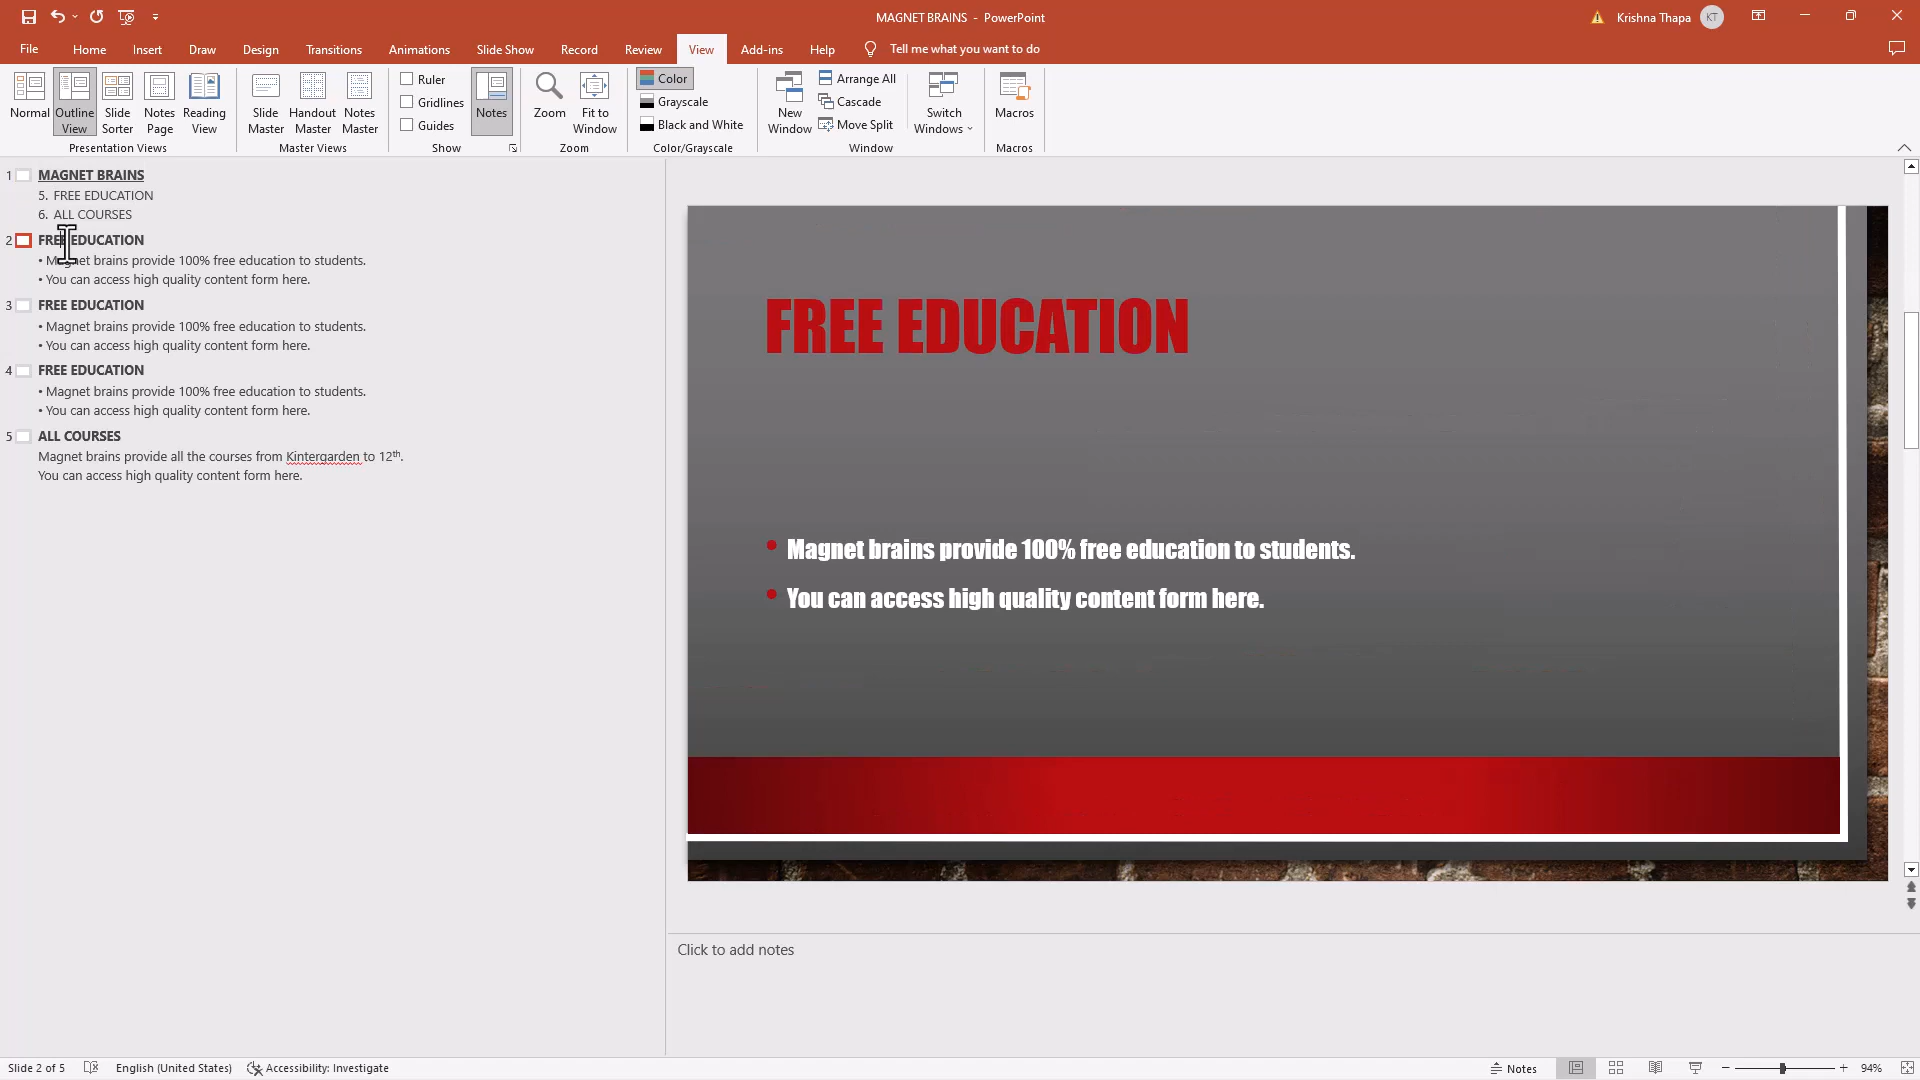 MAGNET BRAINS - PowerPoint
Krishna Thapa KT
File Home Insert Draw Design Transitions Animations Slide Show Record Review View Add-ins Help Tell me what you want to do
Normal
Outline View
Slide Sorter
Notes Page
Reading View
Presentation Views
Slide Master
Handout Master
Notes Master
Master Views
Ruler
Gridlines
Guides
Notes
Show
Zoom
Fit to Window
Zoom
Color
Grayscale
Black and White
Color/Grayscale
New Window
Arrange All
Cascade
Move Split
Switch Windows
Window
Macros
Macros
1 MAGNET BRAINS
5. FREE EDUCATION
6. ALL COURSES
2 FREE EDUCATION
• Magnet brains provide 100% free education to students.
• You can access high quality content form here.
3 FREE EDUCATION
• Magnet brains provide 100% free education to students.
• You can access high quality content form here.
4 FREE EDUCATION
• Magnet brains provide 100% free education to students.
• You can access high quality content form here.
5 ALL COURSES
Magnet brains provide all the courses from Kintergarden to 12th.
You can access high quality content form here.
FREE EDUCATION
• Magnet brains provide 100% free education to students.
• You can access high quality content form here.
Click to add notes
Slide 2 of 5 English (United States) Accessibility: Investigate Notes 94%